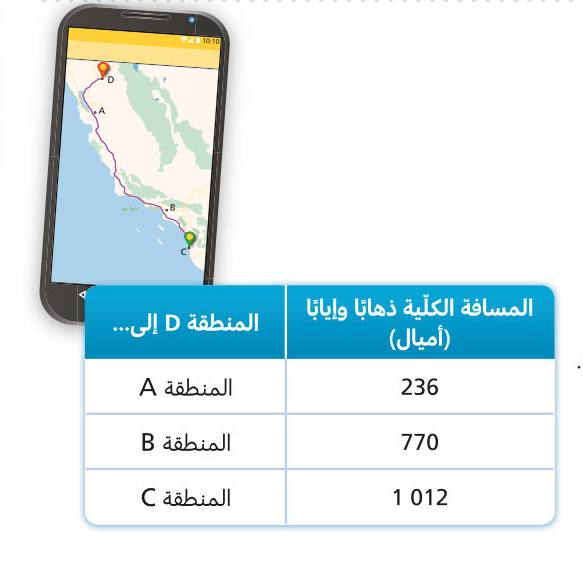 10:10
D
A
B
C
المنطقة D إلى...
المسافة الكلّية ذهابًا وإيابًا
(أميال)
المنطقة A
236
المنطقة B
770
المنطقة C
1 012